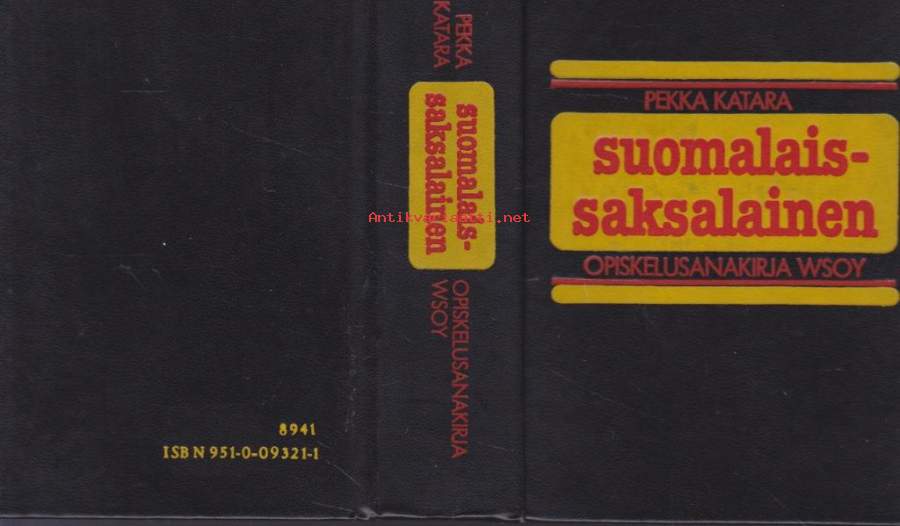 8941
ISBN 951-0-09321-1
PEKKA
KATARA
suomalais-
saksalainen
OPISKELUSANAKIRJA
WSOY
PEKKA KATARA
suomalais-
saksalainen
OPISKELUSANAKIRJA WSOY
Antikvariaatti.net